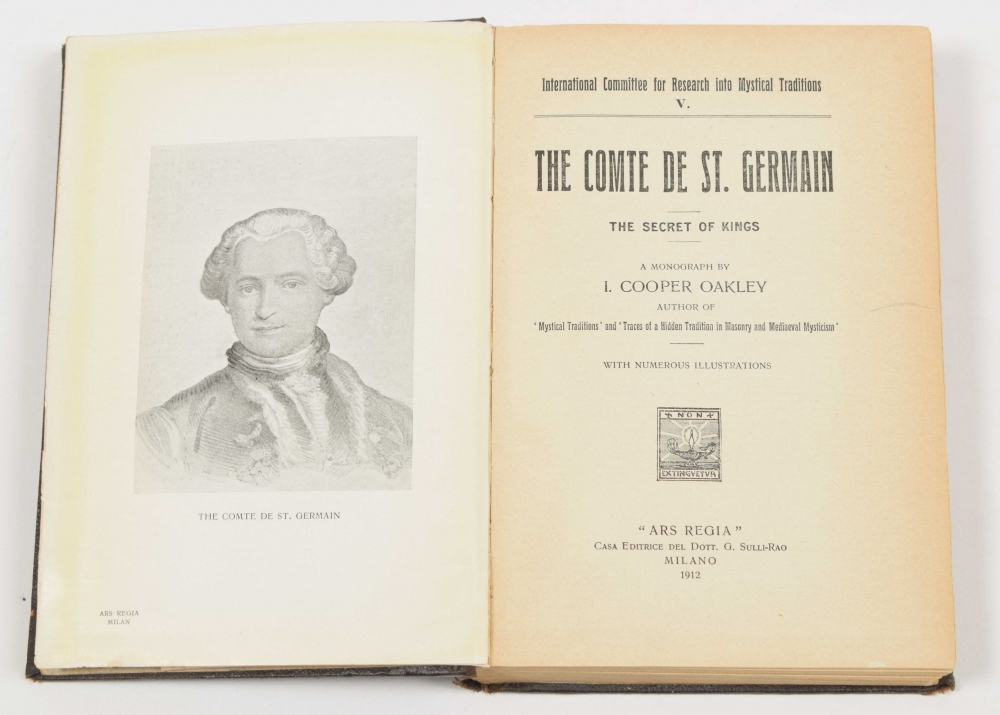 THE COMTE DE ST. GERMAIN
ARS REGIA
MILAN
International Committee for Research into Mystical Traditions
V.
THE COMTE DE ST. GERMAIN
THE SECRET OF KINGS
A MONOGRAPH BY
I. COOPER OAKLEY
AUTHOR OF
'Mystical Traditions' and 'Traces of a Hidden Tradition in Masonry and Mediaeval Mysticism'
WITH NUMEROUS ILLUSTRATIONS
NON
EXTINGVETVR
"ARS REGIA"
CASA EDITRICE DEL DOTT. G. SULLI-RAO
MILANO
1912